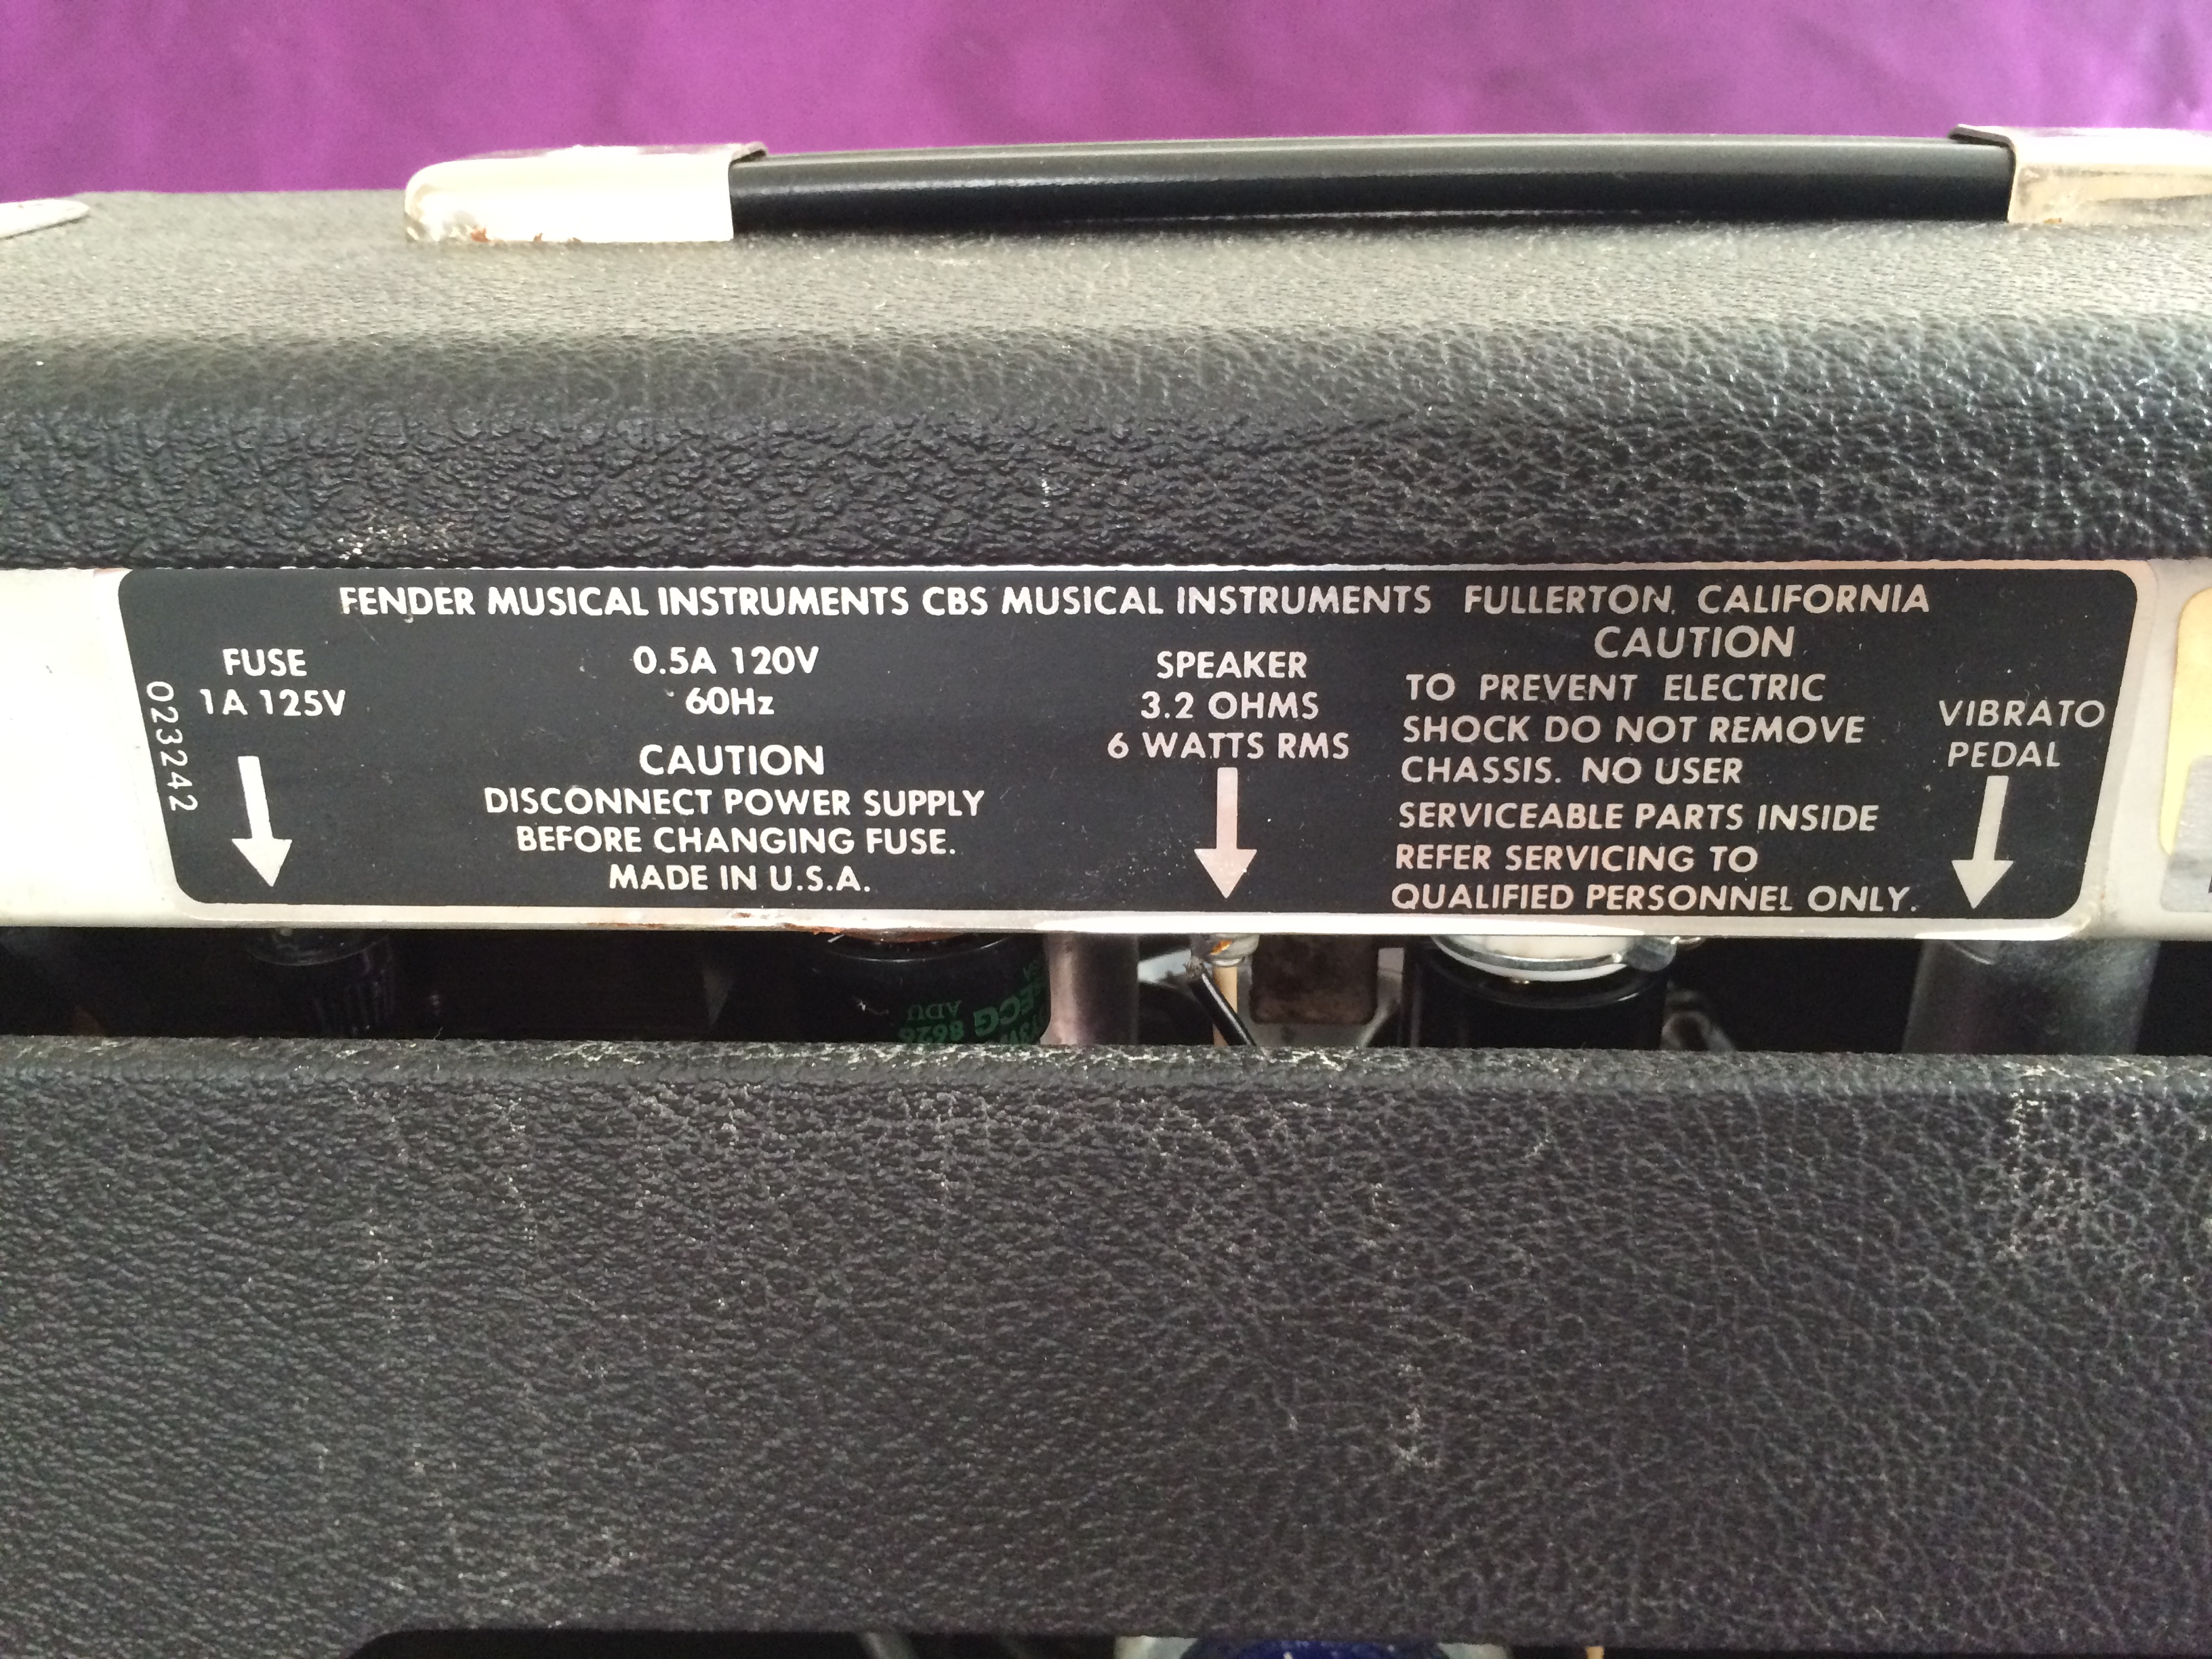 FENDER MUSICAL INSTRUMENTS CBS MUSICAL INSTRUMENTS FULLERTON, CALIFORNIA
023242
FUSE
1A 125V
0.5A 120V
60Hz
CAUTION
DISCONNECT POWER SUPPLY
BEFORE CHANGING FUSE.
MADE IN U.S.A.
SPEAKER
3.2 OHMS
6 WATTS RMS
CAUTION
TO PREVENT ELECTRIC
SHOCK DO NOT REMOVE
CHASSIS. NO USER
SERVICEABLE PARTS INSIDE
REFER SERVICING TO
QUALIFIED PERSONNEL ONLY.
VIBRATO
PEDAL
ECG
ADU